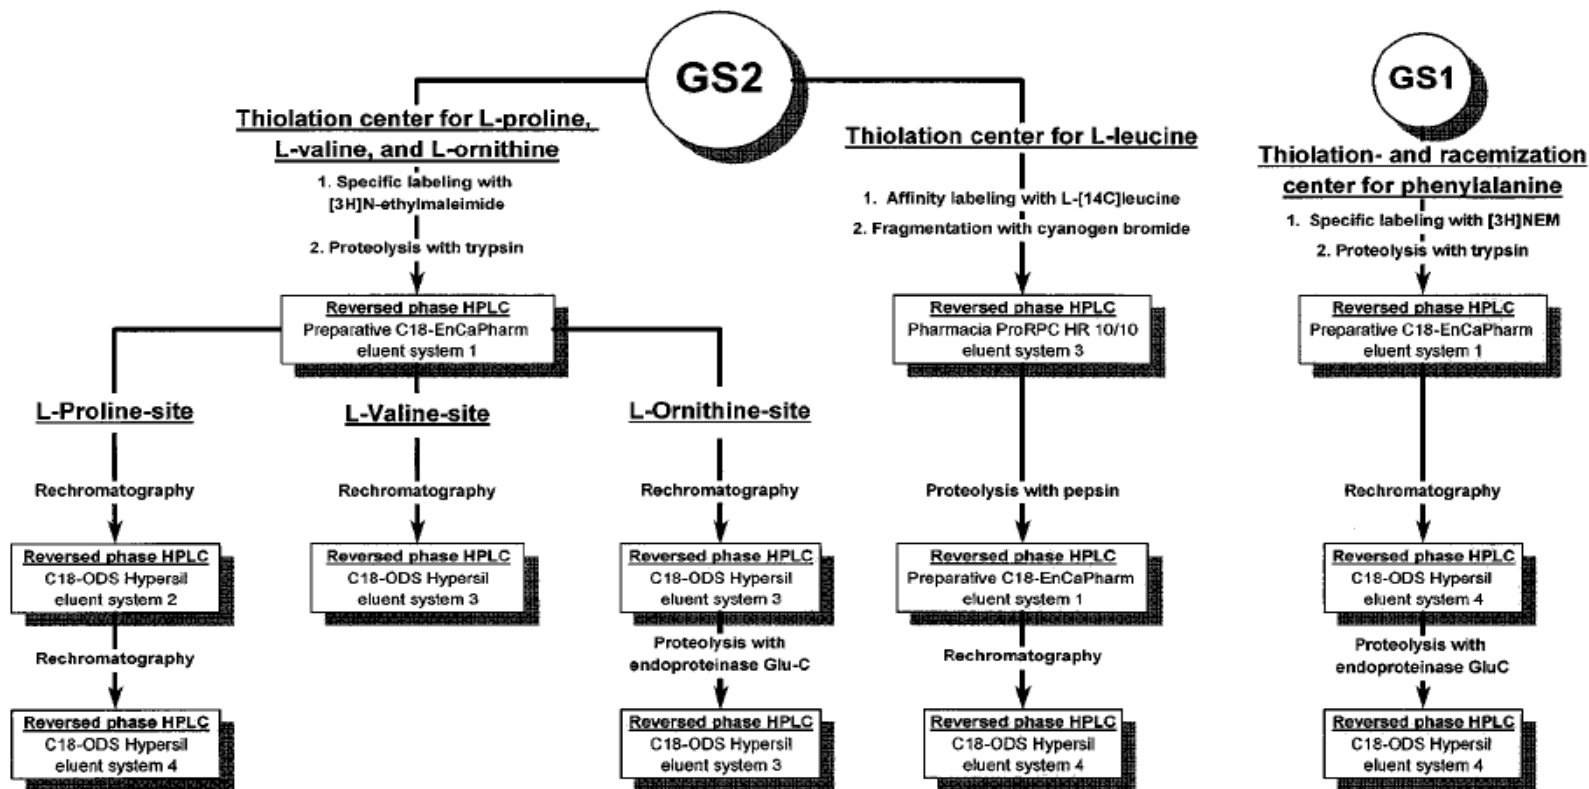 GS2
Thiolation center for L-proline,
L-valine, and L-ornithine
1. Specific labeling with
[3H]N-ethylmaleimide
2. Proteolysis with trypsin
Reversed phase HPLC
Preparative C18-EnCaPharm
eluent system 1
L-Proline-site
Rechromatography
Reversed phase HPLC
C18-ODS Hypersil
eluent system 2
Rechromatography
Reversed phase HPLC
C18-ODS Hypersil
eluent system 4
L-Valine-site
Rechromatography
Reversed phase HPLC
C18-ODS Hypersil
eluent system 3
L-Ornithine-site
Rechromatography
Reversed phase HPLC
C18-ODS Hypersil
eluent system 3
Proteolysis with
endoproteinase Glu-C
Reversed phase HPLC
C18-ODS Hypersil
eluent system 3
Thiolation center for L-leucine
1. Affinity labeling with L-[14C]leucine
2. Fragmentation with cyanogen bromide
Reversed phase HPLC
Pharmacia ProRPC HR 10/10
eluent system 3
Proteolysis with pepsin
Reversed phase HPLC
Preparative C18-EnCaPharm
eluent system 1
Rechromatography
Reversed phase HPLC
C18-ODS Hypersil
eluent system 4
GS1
Thiolation- and racemization
center for phenylalanine
1. Specific labeling with [3H]NEM
2. Proteolysis with trypsin
Reversed phase HPLC
Preparative C18-EnCaPharm
eluent system 1
Rechromatography
Reversed phase HPLC
C18-ODS Hypersil
eluent system 4
Proteolysis with
endoproteinase GluC
Reversed phase HPLC
C18-ODS Hypersil
eluent system 4